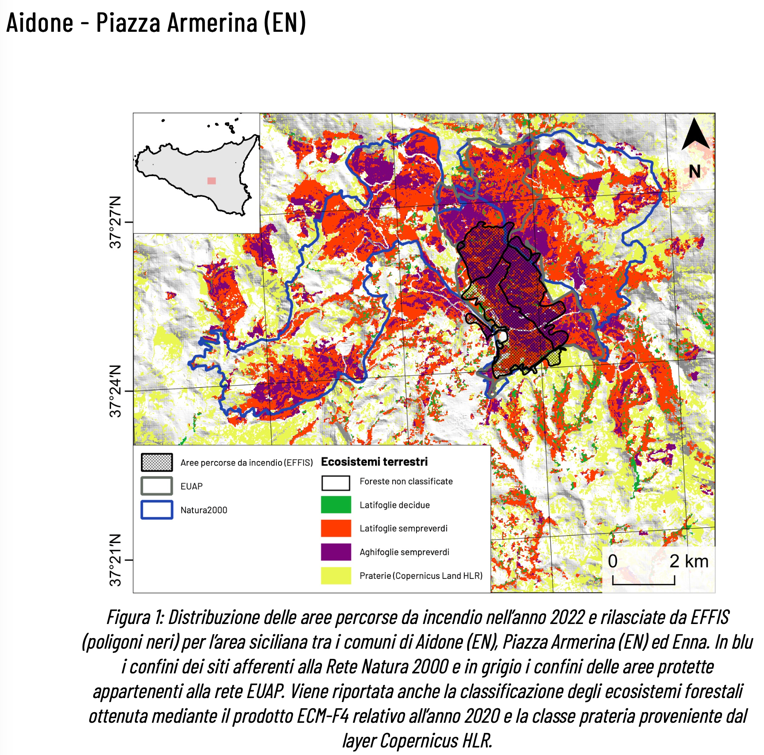 Aidone - Piazza Armerina (EN)
N
37°27'N
37°24'N
37°21'N
Aree percorse da incendio (EFFIS)
EUAP
Natura2000
Ecosistemi terrestri
Foreste non classificate
Latifoglie decidue
Latifoglie sempreverdi
Aghifoglie sempreverdi
Praterie (Copernicus Land HLR)
0 2 km
Figura 1: Distribuzione delle aree percorse da incendio nell'anno 2022 e rilasciate da EFFIS
(poligoni neri) per l'area siciliana tra i comuni di Aidone (EN), Piazza Armerina (EN) ed Enna. In blu
i confini dei siti afferenti alla Rete Natura 2000 e in grigio i confini delle aree protette
appartenenti alla rete EUAP. Viene riportata anche la classificazione degli ecosistemi forestali
ottenuta mediante il prodotto ECM-F4 relativo all'anno 2020 e la classe prateria proveniente dal
layer Copernicus HLR.